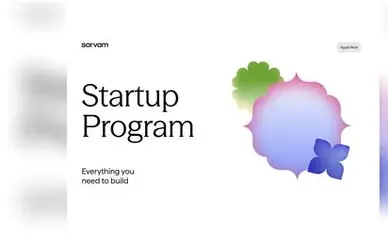 sarvam
Apply Now
Startup
Program
Everything you
need to build